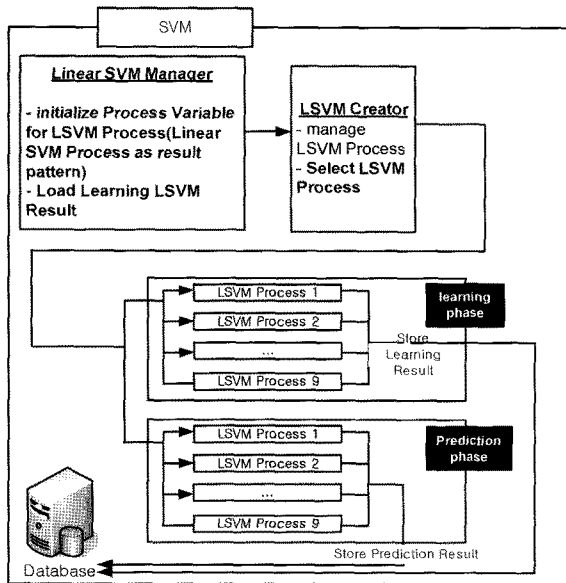 SVM
Linear SVM Manager
- initialize Process Variable
for LSVM Process(Linear
SVM Process as result
pattern)
- Load Learning LSVM
Result
LSVM Creator
- manage
LSVM Process
- Select LSVM
Process
LSVM Process 1
LSVM Process 2
...
LSVM Process 9
learning
phase
Store
Learning
Result
LSVM Process 1
LSVM Process 2
...
LSVM Process 9
Prediction
phase
Store Prediction Result
Database